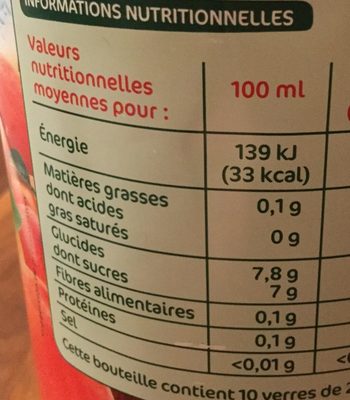 INFORMATIONS NUTRITIONNELLES
Valeurs
nutritionnelles
moyennes pour :
100 ml
Énergie
139 kJ
(33 kcal)
Matières grasses
0,1 g
dont acides
gras saturés
0 g
Glucides
7,8 g
dont sucres
7 g
Fibres alimentaires
0,1 g
Protéines
0,1 g
Sel
<0,01 g
Cette bouteille contient 10 verres de